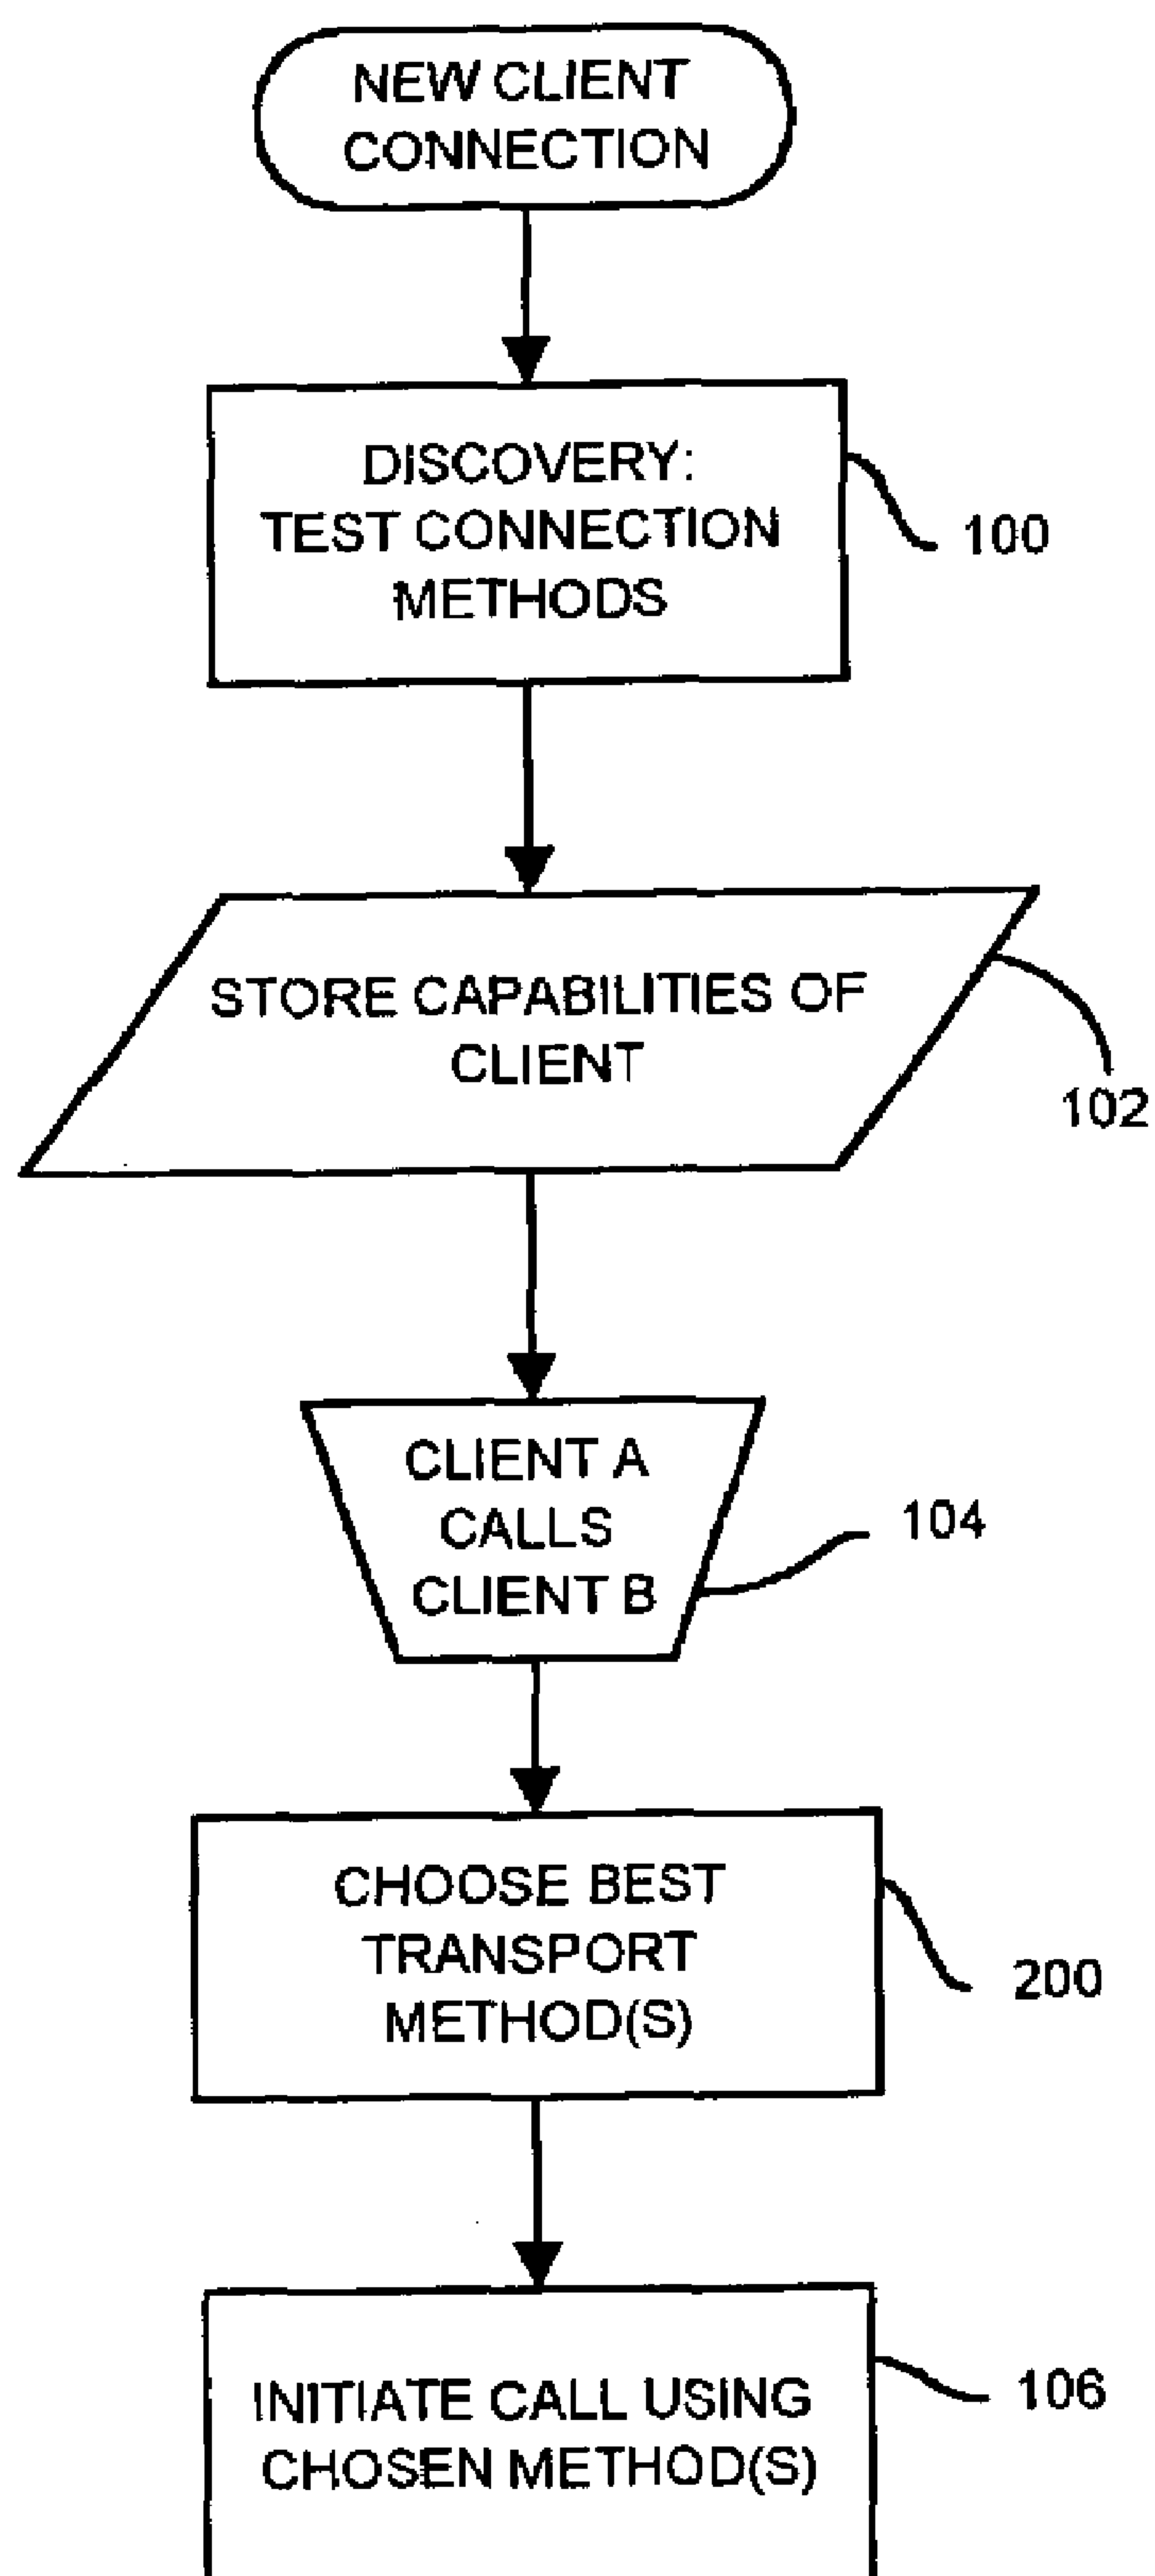 NEW CLIENT
CONNECTION
DISCOVERY:
TEST CONNECTION
METHODS
100
STORE CAPABILITIES OF
CLIENT
102
CLIENT A
CALLS
CLIENT B
104
CHOOSE BEST
TRANSPORT
METHOD(S)
200
INITIATE CALL USING
CHOSEN METHOD(S)
106